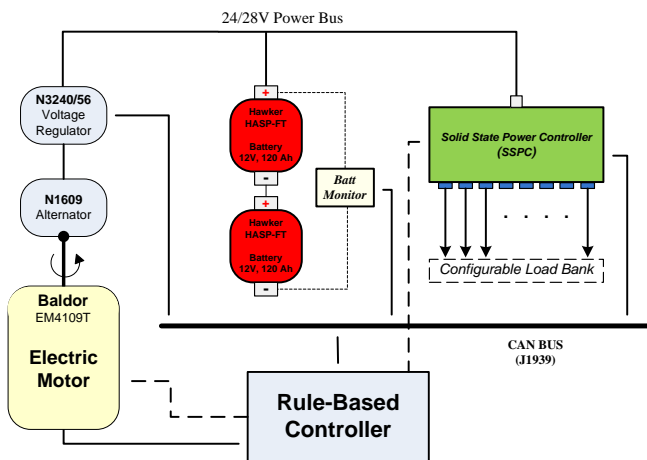 24/28V Power Bus
N3240/56
Voltage
Regulator
N1609
Alternator
Baldor
EM4109T
Electric
Motor
+
Hawker
HASP-FT
Battery
12V, 120 Ah
-
+
Hawker
HASP-FT
Battery
12V, 120 Ah
-
Batt
Monitor
Solid State Power Controller
(SSPC)
. . . .
Configurable Load Bank
CAN BUS
(J1939)
Rule-Based
Controller